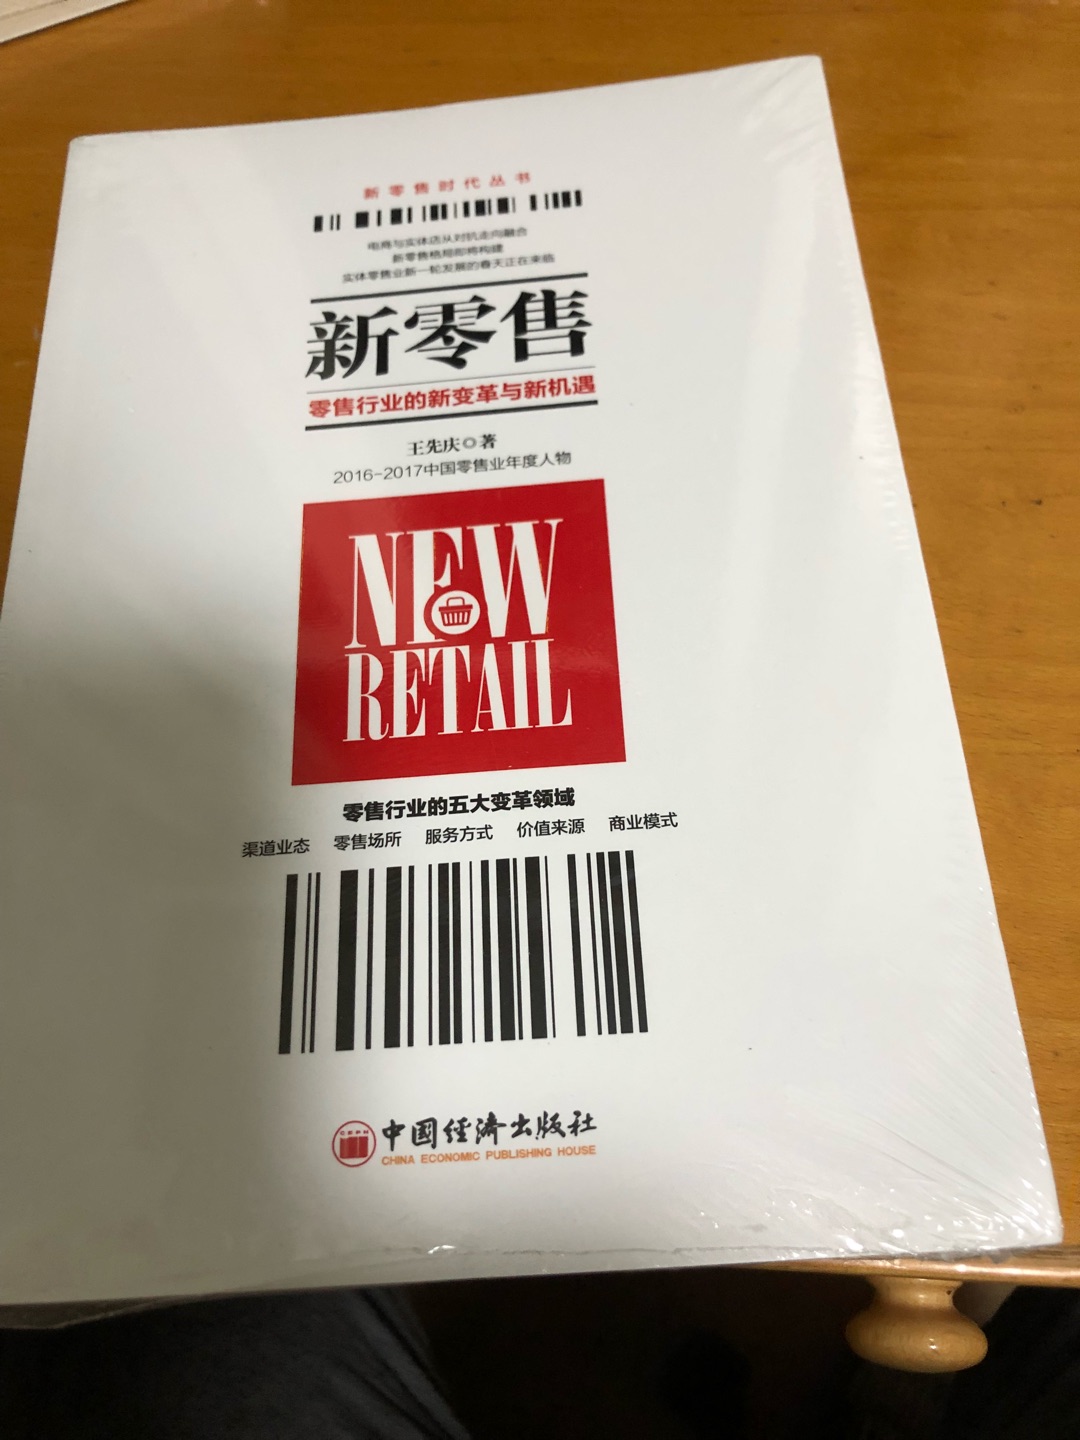 新零售时代丛书
电商与实体店从对抗走向融合
新零售格局即将构建
实体零售业新一轮发展的春天正在来临
新零售
零售行业的新变革与新机遇
王先庆◎著
2016-2017中国零售业年度人物
NEW
RETAIL
零售行业的五大变革领域
渠道业态 零售场所 服务方式 价值来源 商业模式
中国经济出版社
CHINA ECONOMIC PUBLISHING HOUSE